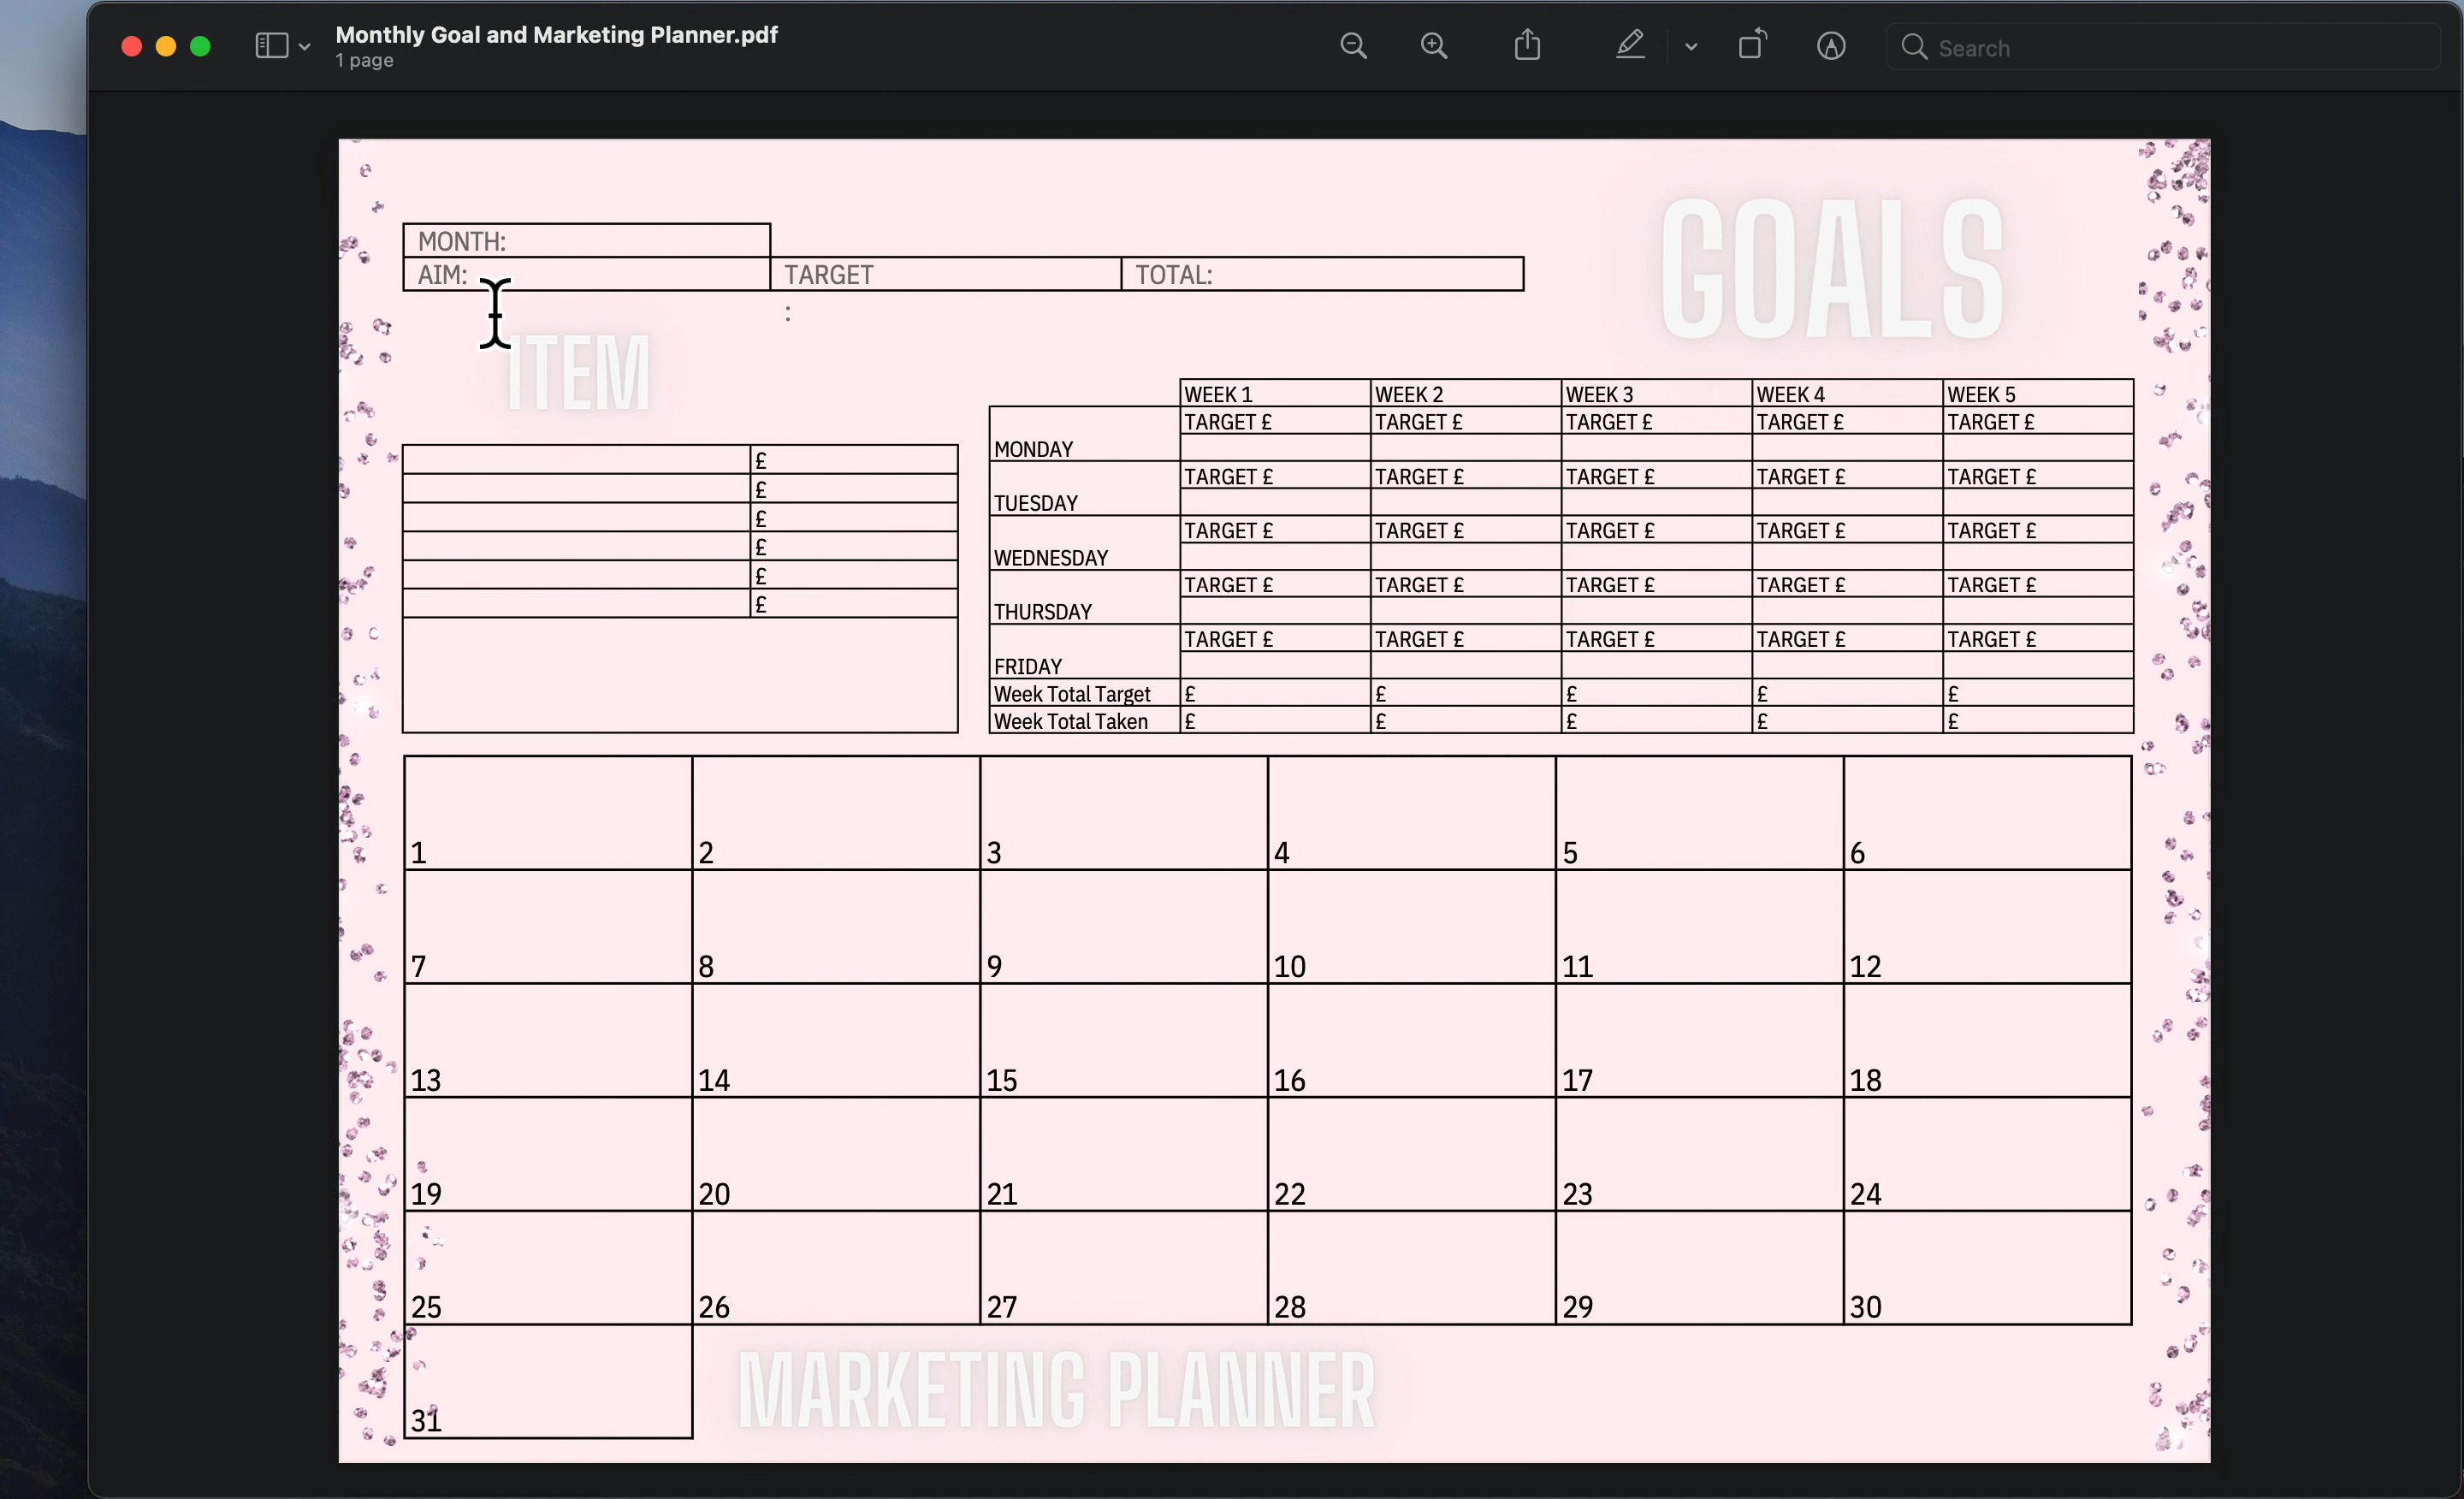 Monthly Goal and Marketing Planner.pdf
1 page
Search
GOALS
MONTH:
AIM: TARGET TOTAL:
:
ITEM
£
£
£
£
£
£
WEEK 1 WEEK 2 WEEK 3 WEEK 4 WEEK 5
TARGET £ TARGET £ TARGET £ TARGET £ TARGET £
MONDAY
TARGET £ TARGET £ TARGET £ TARGET £ TARGET £
TUESDAY
TARGET £ TARGET £ TARGET £ TARGET £ TARGET £
WEDNESDAY
TARGET £ TARGET £ TARGET £ TARGET £ TARGET £
THURSDAY
TARGET £ TARGET £ TARGET £ TARGET £ TARGET £
FRIDAY
Week Total Target £ £ £ £ £
Week Total Taken £ £ £ £ £
1 2 3 4 5 6
7 8 9 10 11 12
13 14 15 16 17 18
19 20 21 22 23 24
25 26 27 28 29 30
31
MARKETING PLANNER